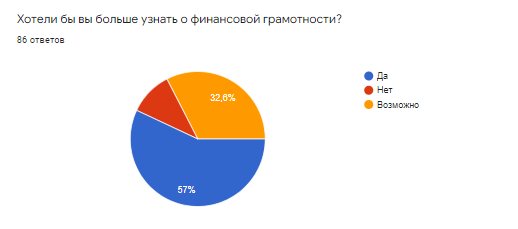 Хотели бы вы больше узнать о финансовой грамотности?
86 ответов
Да
Нет
Возможно
32,6%
57%